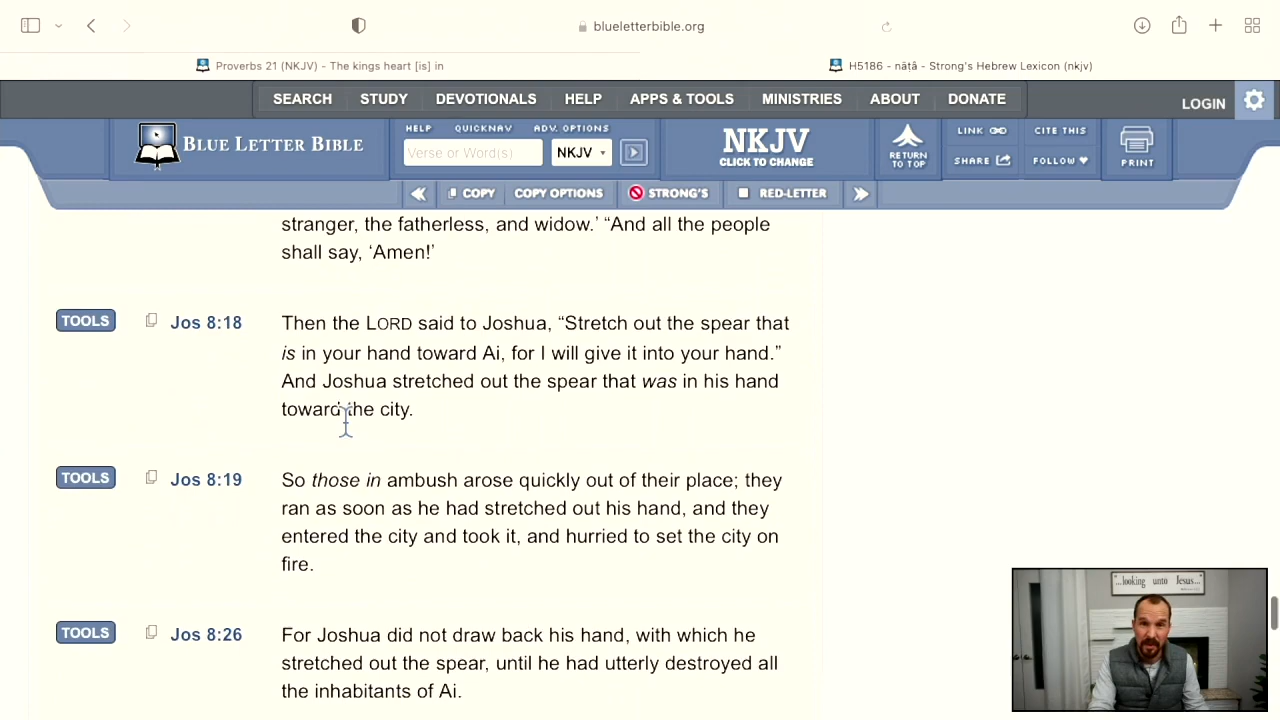 blueletterbible.org
Proverbs 21 (NKJV) - The kings heart [is] in
H5186 - nāṭâ - Strong's Hebrew Lexicon (nkjv)
SEARCH STUDY DEVOTIONALS HELP APPS & TOOLS MINISTRIES ABOUT DONATE
LOGIN
BLUE LETTER BIBLE
HELP QUICKNAV ADV. OPTIONS
Verse or Word(s) NKJV
NKJV
CLICK TO CHANGE
RETURN
TO TOP
LINK
SHARE
CITE THIS
FOLLOW
PRINT
COPY COPY OPTIONS STRONG'S RED-LETTER
stranger, the fatherless, and widow.’ “And all the people
shall say, ‘Amen!’
TOOLS Jos 8:18 Then the LORD said to Joshua, “Stretch out the spear that
is in your hand toward Ai, for I will give it into your hand.”
And Joshua stretched out the spear that was in his hand
toward the city.
TOOLS Jos 8:19 So those in ambush arose quickly out of their place; they
ran as soon as he had stretched out his hand, and they
entered the city and took it, and hurried to set the city on
fire.
TOOLS Jos 8:26 For Joshua did not draw back his hand, with which he
stretched out the spear, until he had utterly destroyed all
the inhabitants of Ai.
...looking unto Jesus...